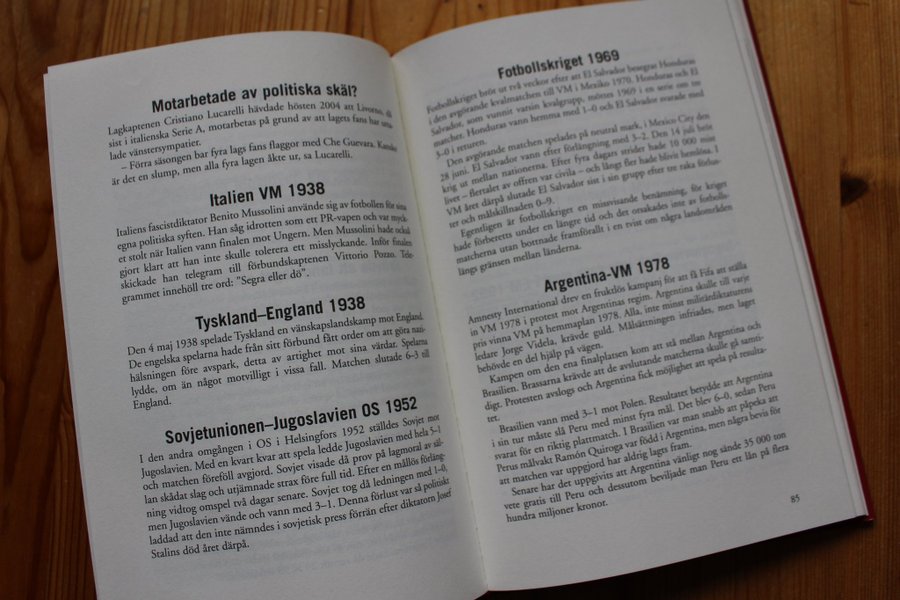 Motarbetade av politiska skäl?
Lagkaptenen Cristiano Lucarelli hävdade hösten 2004 att Livorno, då
sist i italienska Serie A, motarbetas på grund av att lagets fans har uttalade
lade vänstersympatier.
– Förra säsongen bar fyra lags fans flaggor med Che Guevara. Kanske
är det en slump, men alla fyra lagen åkte ur, sa Lucarelli.
Italien VM 1938
Italiens fascistdiktator Benito Mussolini använde sig av fotbollen för sina
egna politiska syften. Han såg idrotten som ett PR-vapen och var myck-
et stolt när Italien vann finalen mot Ungern. Men Mussolini hade också
gjort klart att han inte skulle tolerera ett misslyckande. Inför finalen
skickade han telegram till förbundskaptenen Vittorio Pozzo. Tele-
grammet innehöll tre ord: ”Segra eller dö”.
Tyskland–England 1938
Den 4 maj 1938 spelade Tyskland en vänskapslandskamp mot England.
De engelska spelarna hade från sitt förbund fått order om att göra nazi-
hälsningen före avspark, detta av artighet mot sina värdar. Spelarna
lydde, om än något motvilligt i vissa fall. Matchen slutade 6–3 till
England.
Sovjetunionen–Jugoslavien OS 1952
I den andra omgången i OS i Helsingfors 1952 ställdes Sovjet mot
Jugoslavien. Med en kvart kvar att spela ledde Jugoslavien med hela 5–1
och matchen föreföll avgjord. Sovjet visade då prov på lagmoral av säl-
lan skådat slag och utjämnade strax före full tid. Efter en mållös förläng-
ning vidtog omspel två dagar senare. Sovjet tog då ledningen med 1–0,
men Jugoslavien vände och vann med 3–1. Denna förlust var så politiskt
laddad att den inte nämndes i sovjetisk press förrän efter diktatorn Josef
Stalins död året därpå.
Fotbollskriget 1969
Fotbollskriget bröt ut två veckor efter att El Salvador besegrat Honduras
i den avgörande kvalmatchen till VM i Mexiko 1970. Honduras och El
Salvador, som vunnit varsin kvalgrupp, möttes 1969 i en serie om tre
matcher. Honduras vann hemma med 1–0 och El Salvador svarade med
3–0 i returen.
Den avgörande matchen spelades på neutral mark, i Mexico City den
28 juni. El Salvador vann efter förlängning med 3–2. Den 14 juli bröt
krig ut mellan nationerna. Efter fyra dagars strider hade 10 000 mist
livet – flertalet av offren var civila – och långt fler hade blivit hemlösa. I
VM året därpå slutade El Salvador sist i sin grupp efter tre raka förlus-
ter och målskillnaden 0–9.
Egentligen är fotbollskriget en missvisande benämning, för kriget
hade förberetts under en längre tid och det orsakades inte av fotbolls-
matcherna utan bottnade framförallt i en tvist om några landområden
längs gränsen mellan länderna.
Argentina-VM 1978
Amnesty International drev en fruktlös kampanj för att få Fifa att ställa
in VM 1978 i protest mot Argentinas regim. Argentina skulle till varje
pris vinna VM på hemmaplan 1978. Alla, inte minst militärdiktaturens
ledare Jorge Videla, krävde guld. Målsättningen infriades, men laget
behövde en del hjälp på vägen.
Kampen om den ena finalplatsen kom att stå mellan Argentina och
Brasilien. Brassarna krävde att de avslutande matcherna skulle gå samti-
digt. Protesten avslogs och Argentina fick möjlighet att spela på resulta-
tet.
Brasilien vann med 3–1 mot Polen. Resultatet betydde att Argentina
i sin tur måste slå Peru med minst fyra mål. Det blev 6–0, sedan Peru
svarat för en riktig plattmatch. I Brasilien var man snabb att påpeka att
Perus målvakt Ramón Quiroga var född i Argentina, men några bevis för
att matchen var uppgjord har aldrig lagts fram.
Senare har det uppgivits att Argentina vänligt nog sände 35 000 ton
vete gratis till Peru och dessutom beviljade man Peru ett lån på flera
hundra miljoner kronor.
85